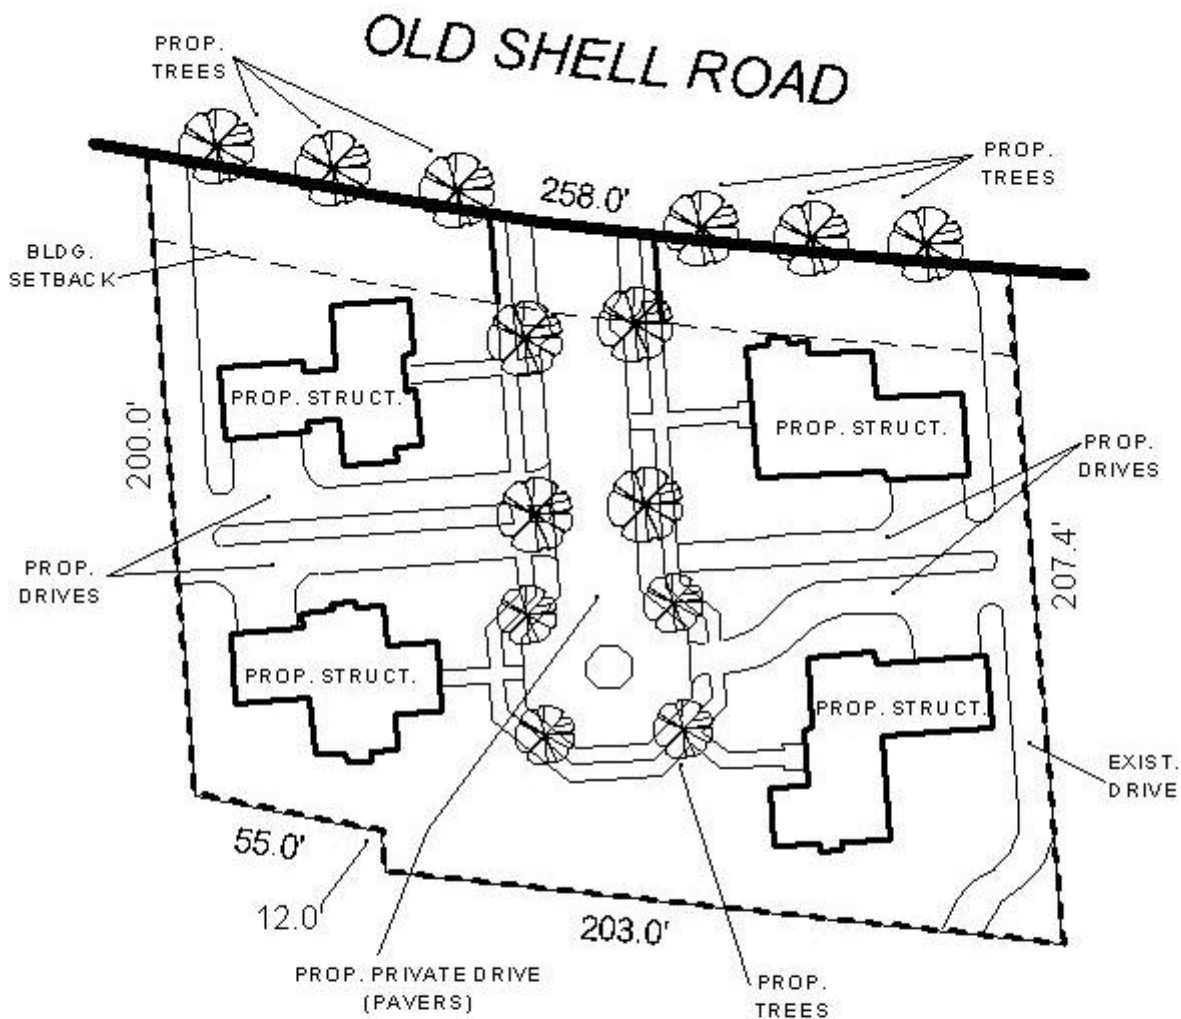 OLD SHELL ROAD
PROP.
TREES
PROP.
TREES
258.0'
BLDG.
SETBACK
PROP. STRUCT.
PROP. STRUCT.
200.0'
PROP.
DRIVES
PROP.
DRIVES
207.4'
PROP. STRUCT.
PROP. STRUCT.
EXIST.
DRIVE
55.0'
12.0'
203.0'
PROP. PRIVATE DRIVE
(PAVERS)
PROP.
TREES